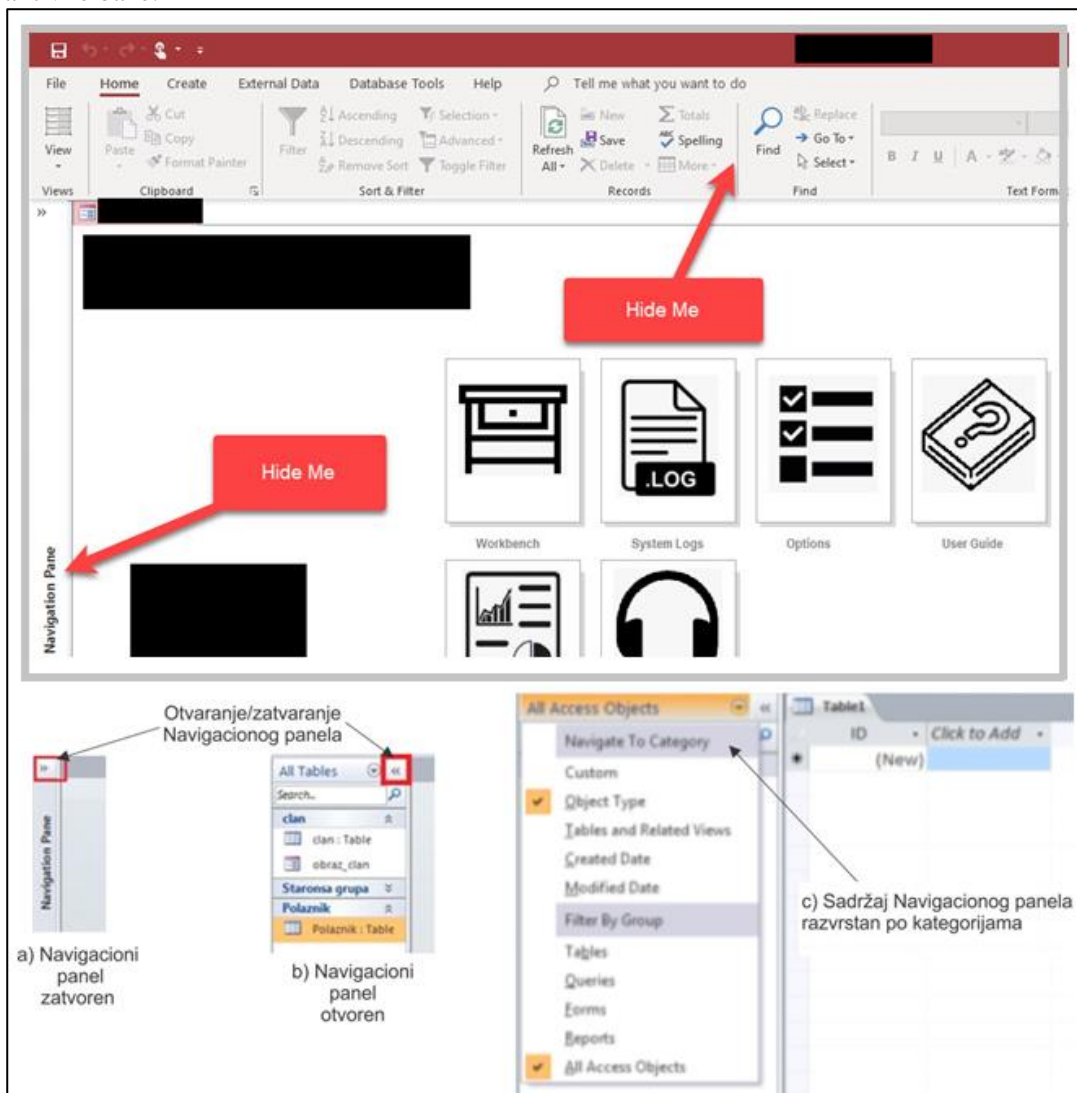 File Home Create External Data Database Tools Help Tell me what you want to do
View
Paste
Cut
Copy
Format Painter
Filter
Ascending
Descending
Remove Sort
Selection
Advanced
Toggle Filter
Refresh All
New
Save
Delete
Totals
Spelling
More
Find
Replace
Go To
Select
B I U A
Views Clipboard Sort & Filter Records Find Text Form
»
Hide Me
Hide Me
.LOG
Workbench System Logs Options User Guide
Navigation Pane
Otvaranje/zatvaranje
Navigacionog panela
»
Navigation Pane
a) Navigacioni
panel
zatvoren
All Tables «
Search..
clan
clan : Table
obraz_clan
Staronsa grupa
Polaznik
Polaznik : Table
b) Navigacioni
panel
otvoren
All Access Objects «
Navigate To Category
Custom
Object Type
Tables and Related Views
Created Date
Modified Date
Filter By Group
Tables
Queries
Forms
Reports
All Access Objects
Table1
ID Click to Add
* (New)
c) Sadržaj Navigacionog panela
razvrstan po kategorijama